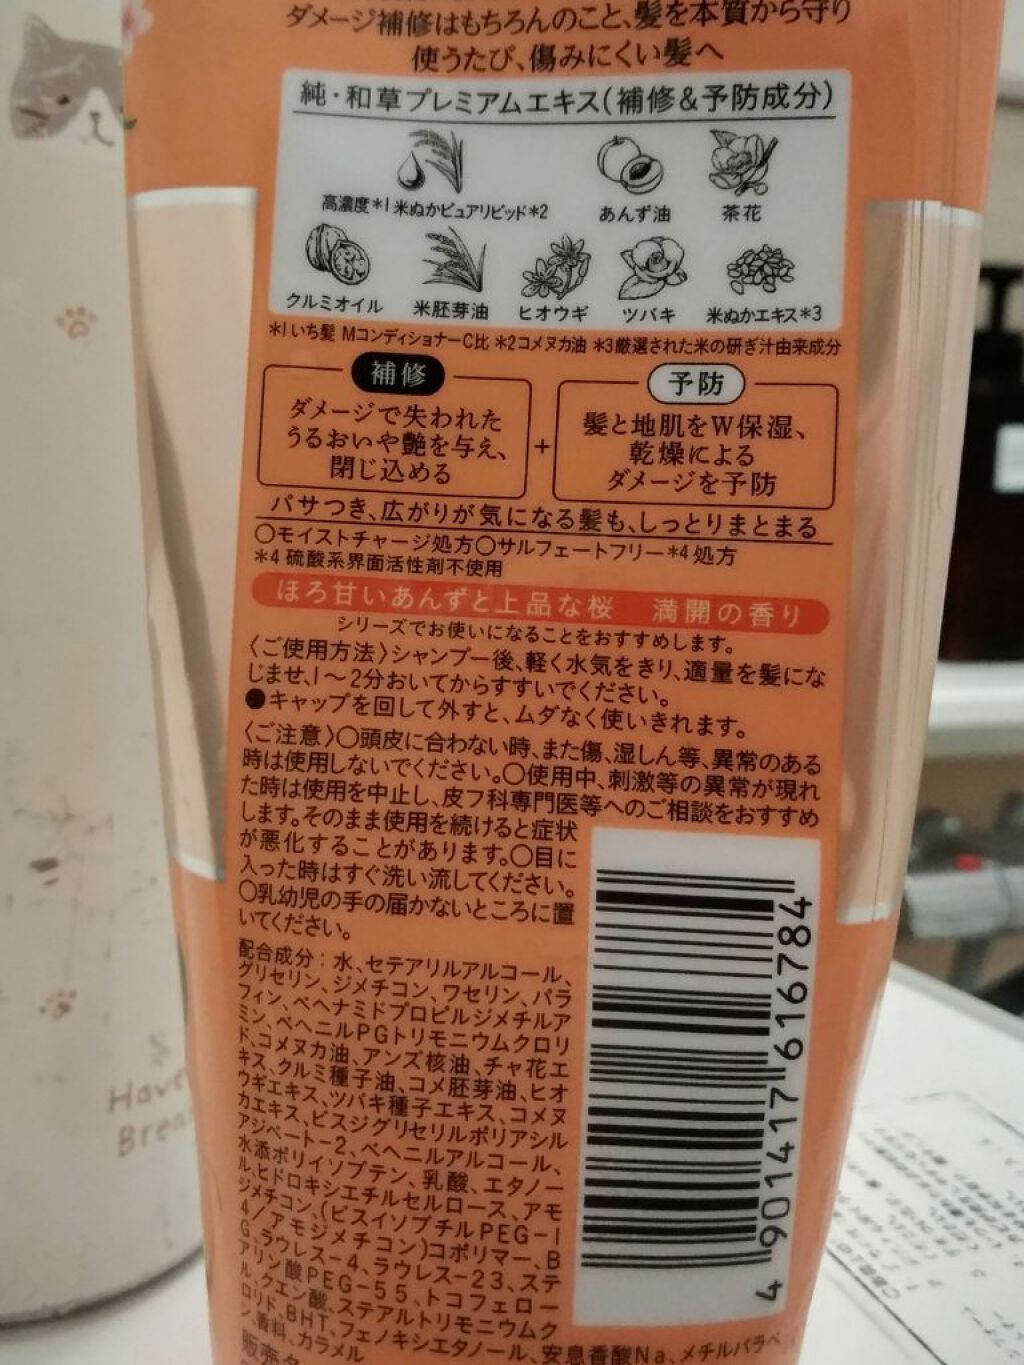 ダメージ補修はもちろんのこと、髪を本質から守り
使うたび、傷みにくい髪へ
純・和草プレミアムエキス(補修&予防成分)
高濃度*1米ぬかピュアリピッド*2
あんず油
茶花
クルミオイル
米胚芽油
ヒオウギ
ツバキ
米ぬかエキス*3
*1いち髪 MコンディショナーC比 *2コメヌカ油 *3厳選された米の研ぎ汁由来成分
補修
ダメージで失われた
うるおいや艶を与え、
閉じ込める
+
予防
髪と地肌をW保湿、
乾燥による
ダメージを予防
パサつき、広がりが気になる髪も、しっとりまとまる
○モイストチャージ処方○サルフェートフリー*4処方
*4 硫酸系界面活性剤不使用
ほろ甘いあんずと上品な桜 満開の香り
シリーズでお使いになることをおすすめします。
〈ご使用方法〉シャンプー後、軽く水気をきり、適量を髪にな
じませ、1〜2分おいてからすすいでください。
●キャップを回して外すと、ムダなく使いきれます。
〈ご注意〉○頭皮に合わない時、また傷、湿しん等、異常のある
時は使用しないでください。○使用中、刺激等の異常が現れ
た時は使用を中止し、皮フ科専門医等へのご相談をおすすめ
します。そのまま使用を続けると症状
が悪化することがあります。○目に
入った時はすぐ洗い流してください。
○乳幼児の手の届かないところに置
いてください。
配合成分:水、セテアリルアルコール、
グリセリン、ジメチコン、ワセリン、パラ
フィン、ベヘナミドプロピルジメチルア
ミン、ベヘニルPGトリモニウムクロリ
ド、コメヌカ油、アンズ核油、チャ花エ
キス、クルミ種子油、コメ胚芽油、ヒオ
ウギエキス、ツバキ種子エキス、コメヌ
カエキス、ビスジグリセリルポリアシル
アジペート-2、ベヘニルアルコール、
水添ポリイソブテン、乳酸、エタノー
ル、ヒドロキシエチルセルロース、アモ
ジメチコン、(ビスイソブチルPEG-1
4/アモジメチコン)コポリマー、B
G、ラウレス-4、ラウレス-23、ステ
アリン酸PEG-55、トコフェロー
ル、クエン酸、ステアルトリモニウムク
ロリド、BHT、フェノキシエタノール、安息香酸Na、メチルパラベ
ン、香料、カラメル
販売
4 901417 616784
Have
Brea